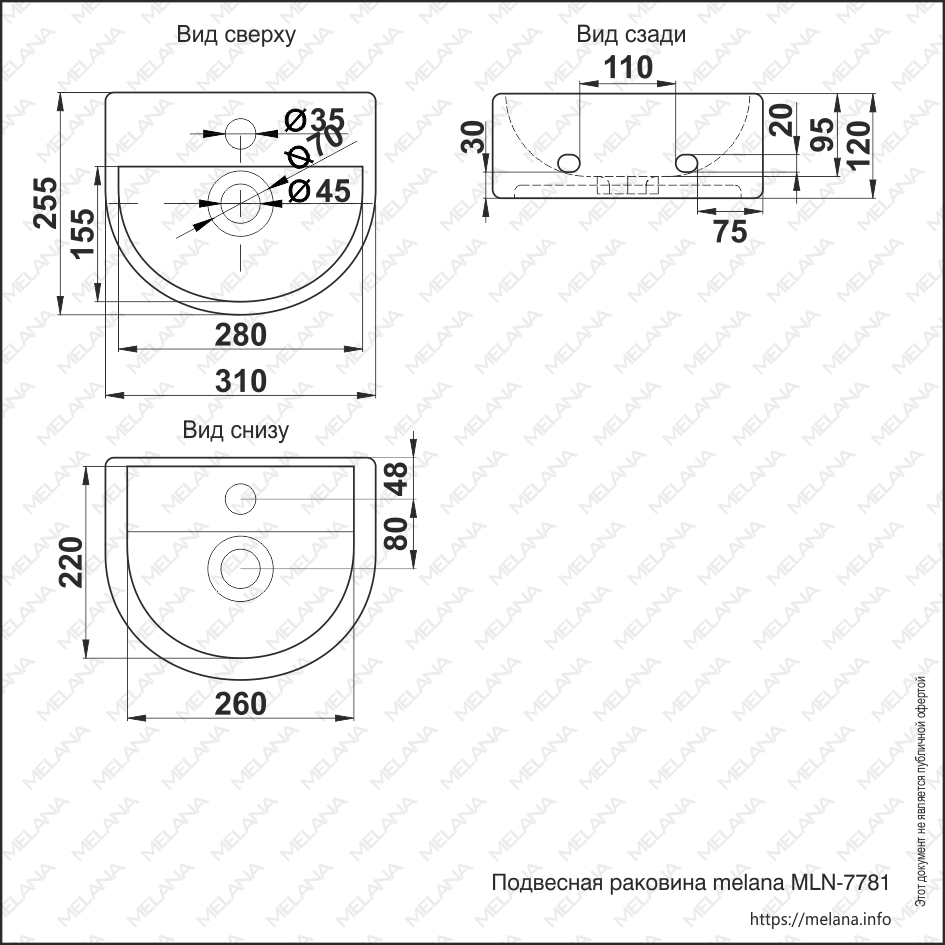 Вид сверху
Ø35
Ø70
Ø45
255
155
280
310
Вид сзади
110
30
20
95
120
75
Вид снизу
48
80
220
260
Этот документ не является публичной офертой
Подвесная раковина melana MLN-7781
https://melana.info
MELANA